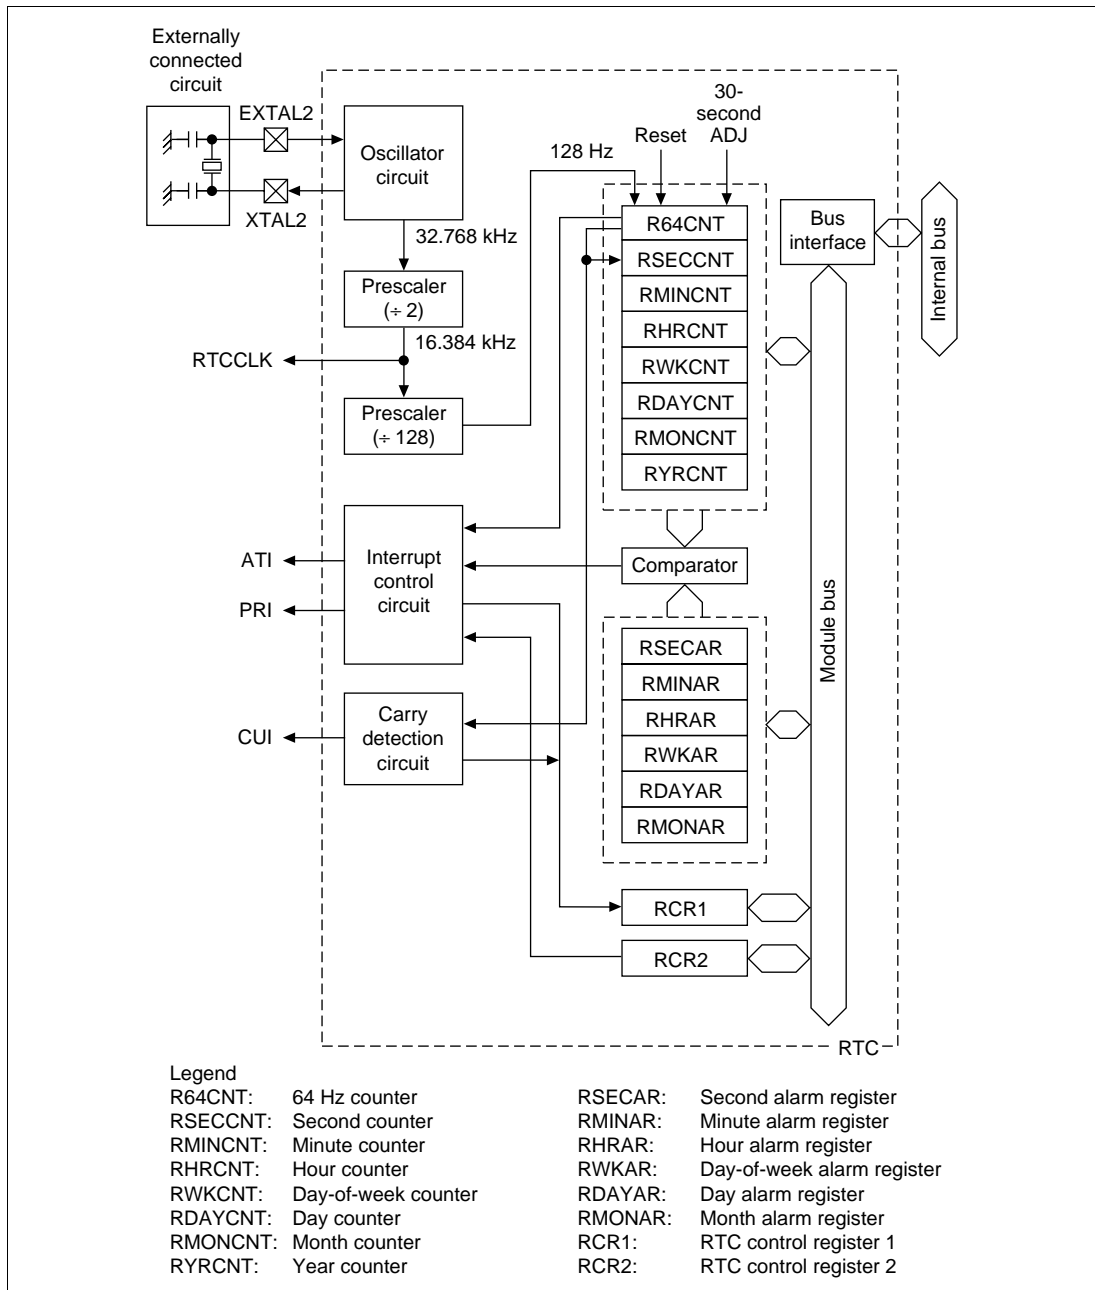 Externally
connected
circuit
EXTAL2
XTAL2
Oscillator
circuit
32.768 kHz
Prescaler
(÷ 2)
16.384 kHz
RTCCLK
Prescaler
(÷ 128)
128 Hz
Reset
30-
second
ADJ
R64CNT
RSECCNT
RMINCNT
RHRCNT
RWKCNT
RDAYCNT
RMONCNT
RYRCNT
Bus
interface
Internal bus
Module bus
ATI
PRI
Interrupt
control
circuit
Comparator
CUI
Carry
detection
circuit
RSECAR
RMINAR
RHRAR
RWKAR
RDAYAR
RMONAR
RCR1
RCR2
RTC
Legend
R64CNT: 64 Hz counter
RSECCNT: Second counter
RMINCNT: Minute counter
RHRCNT: Hour counter
RWKCNT: Day-of-week counter
RDAYCNT: Day counter
RMONCNT: Month counter
RYRCNT: Year counter
RSECAR: Second alarm register
RMINAR: Minute alarm register
RHRAR: Hour alarm register
RWKAR: Day-of-week alarm register
RDAYAR: Day alarm register
RMONAR: Month alarm register
RCR1: RTC control register 1
RCR2: RTC control register 2